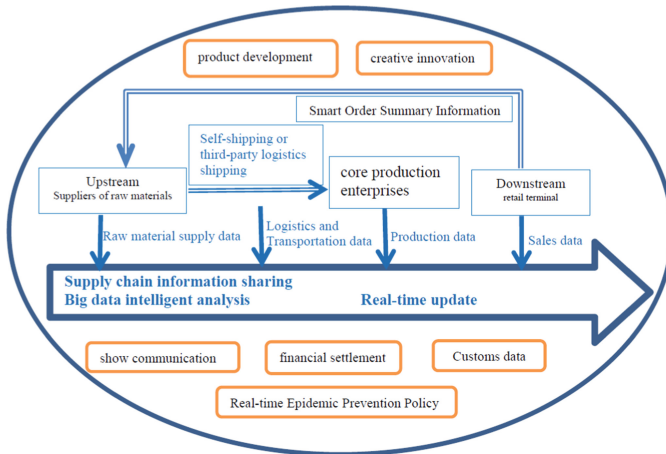 product development
creative innovation
Smart Order Summary Information
Self-shipping or
third-party logistics
shipping
Upstream
Suppliers of raw materials
core production
enterprises
Downstream
retail terminal
Raw material supply data
Logistics and
Transportation data
Production data
Sales data
Supply chain information sharing
Big data intelligent analysis
Real-time update
show communication
financial settlement
Customs data
Real-time Epidemic Prevention Policy